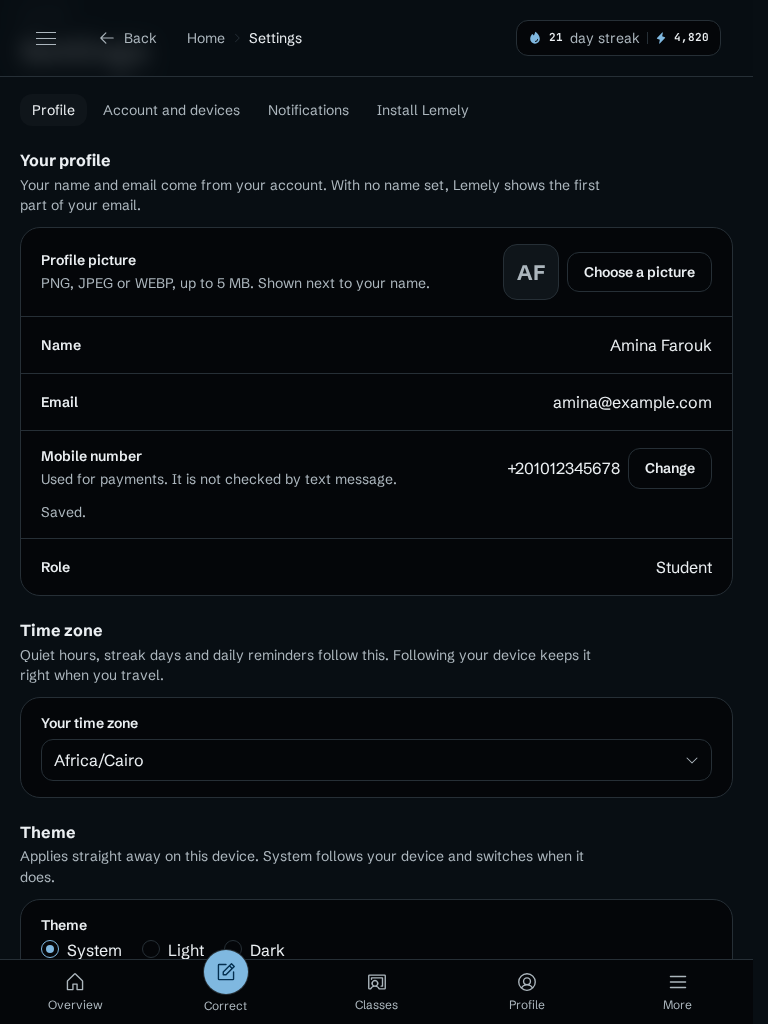 Back
Home
Settings
21 day streak
4,820
Profile
Account and devices
Notifications
Install Lemely
Your profile
Your name and email come from your account. With no name set, Lemely shows the first
part of your email.
Profile picture
PNG, JPEG or WEBP, up to 5 MB. Shown next to your name.
AF
Choose a picture
Name
Amina Farouk
Email
amina@example.com
Mobile number
Used for payments. It is not checked by text message.
+201012345678
Change
Saved.
Role
Student
Time zone
Quiet hours, streak days and daily reminders follow this. Following your device keeps it
right when you travel.
Your time zone
Africa/Cairo
Theme
Applies straight away on this device. System follows your device and switches when it
does.
Theme
System
Light
Dark
Overview
Correct
Classes
Profile
More